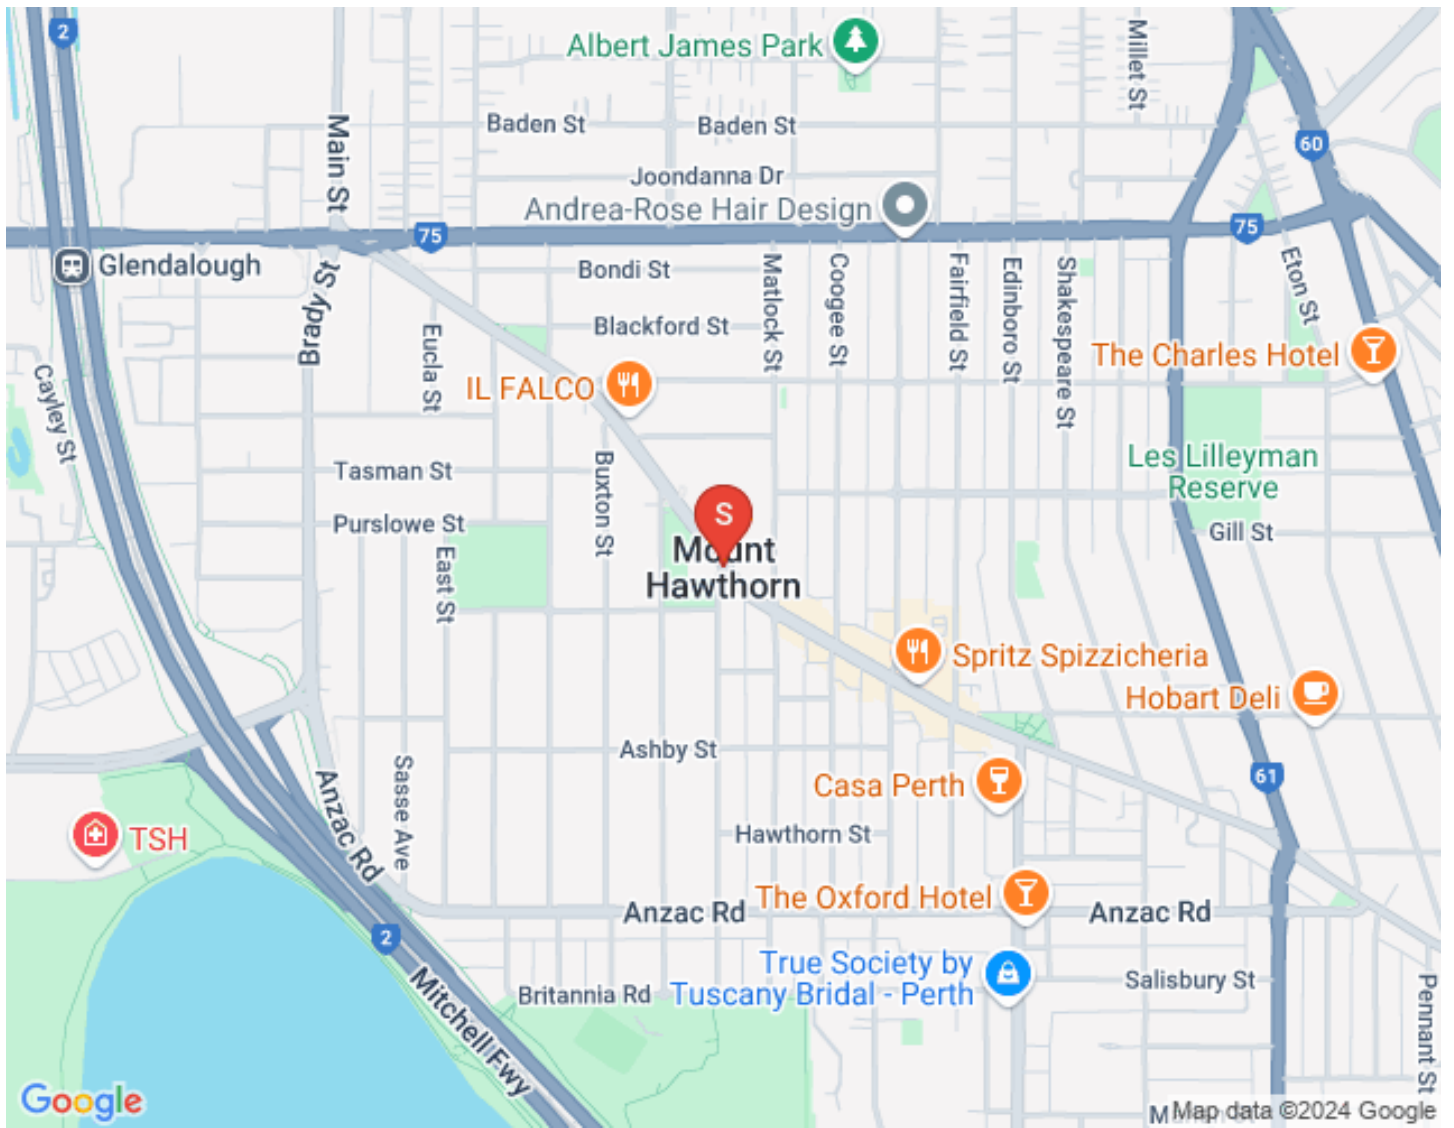 2
Albert James Park
Millet St
Main St
Baden St
Baden St
60
Joondanna Dr
Andrea-Rose Hair Design
75
75
Glendalough
Brady St
Bondi St
Matlock St
Coogee St
Fairfield St
Edinboro St
Shakespeare St
Eton St
Blackford St
Eucla St
The Charles Hotel
IL FALCO
Cayley St
Tasman St
Buxton St
Les Lilleyman
Reserve
Purslowe St
S
Gill St
East St
Mount
Hawthorn
Spritz Spizzicheria
Hobart Deli
Ashby St
Sasse Ave
Casa Perth
61
Anzac Rd
TSH
Hawthorn St
The Oxford Hotel
Anzac Rd
Anzac Rd
2
True Society by
Tuscany Bridal - Perth
Salisbury St
Mitchell Fwy
Britannia Rd
Pennant St
Google
Map data ©2024 Google